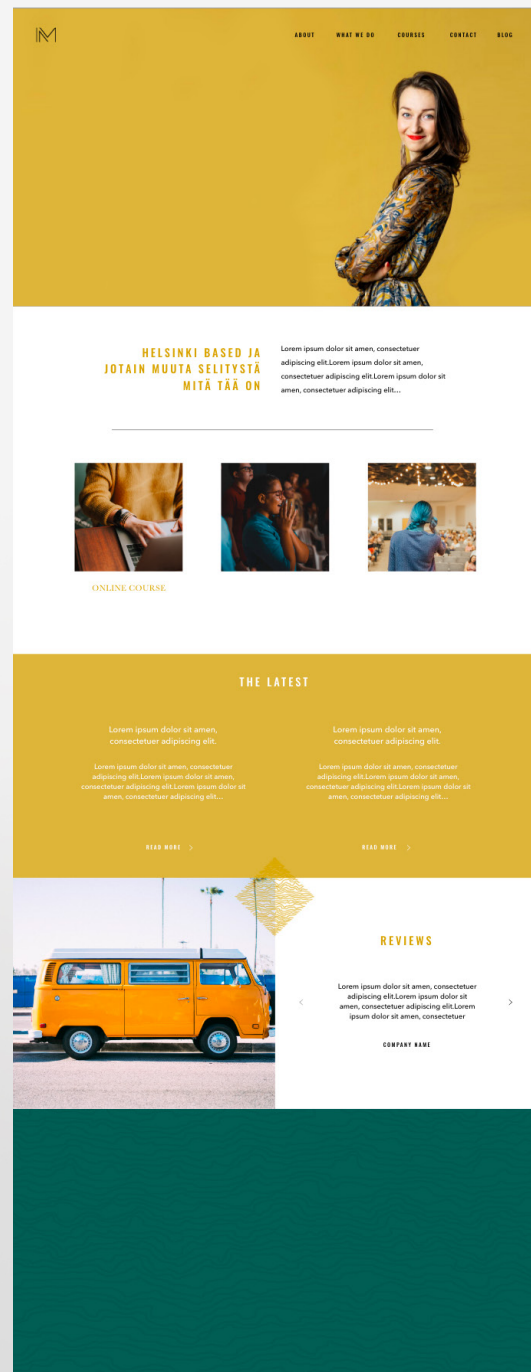 ABOUT WHAT WE DO COURSES CONTACT BLOG
HELSINKI BASED JA
JOTAIN MUUTA SELITYSTÄ
MITÄ TÄÄ ON
Lorem ipsum dolor sit amen, consectetuer
adipiscing elit.Lorem ipsum dolor sit amen,
consectetuer adipiscing elit.Lorem ipsum dolor sit
amen, consectetuer adipiscing elit...
ONLINE COURSE
THE LATEST
Lorem ipsum dolor sit amen,
consectetuer adipiscing elit.
Lorem ipsum dolor sit amen, consectetuer
adipiscing elit.Lorem ipsum dolor sit amen,
consectetuer adipiscing elit.Lorem ipsum dolor sit
amen, consectetuer adipiscing elit...
READ MORE
Lorem ipsum dolor sit amen,
consectetuer adipiscing elit.
Lorem ipsum dolor sit amen, consectetuer
adipiscing elit.Lorem ipsum dolor sit amen,
consectetuer adipiscing elit.Lorem ipsum dolor sit
amen, consectetuer adipiscing elit...
READ MORE
REVIEWS
Lorem ipsum dolor sit amen, consectetuer
adipiscing elit.Lorem ipsum dolor sit
amen, consectetuer adipiscing elit.Lorem
ipsum dolor sit amen, consectetuer
COMPANY NAME